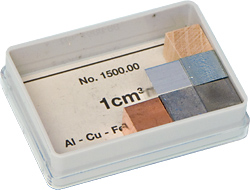 No. 1500.00
1cm³
Al - Cu - Fe